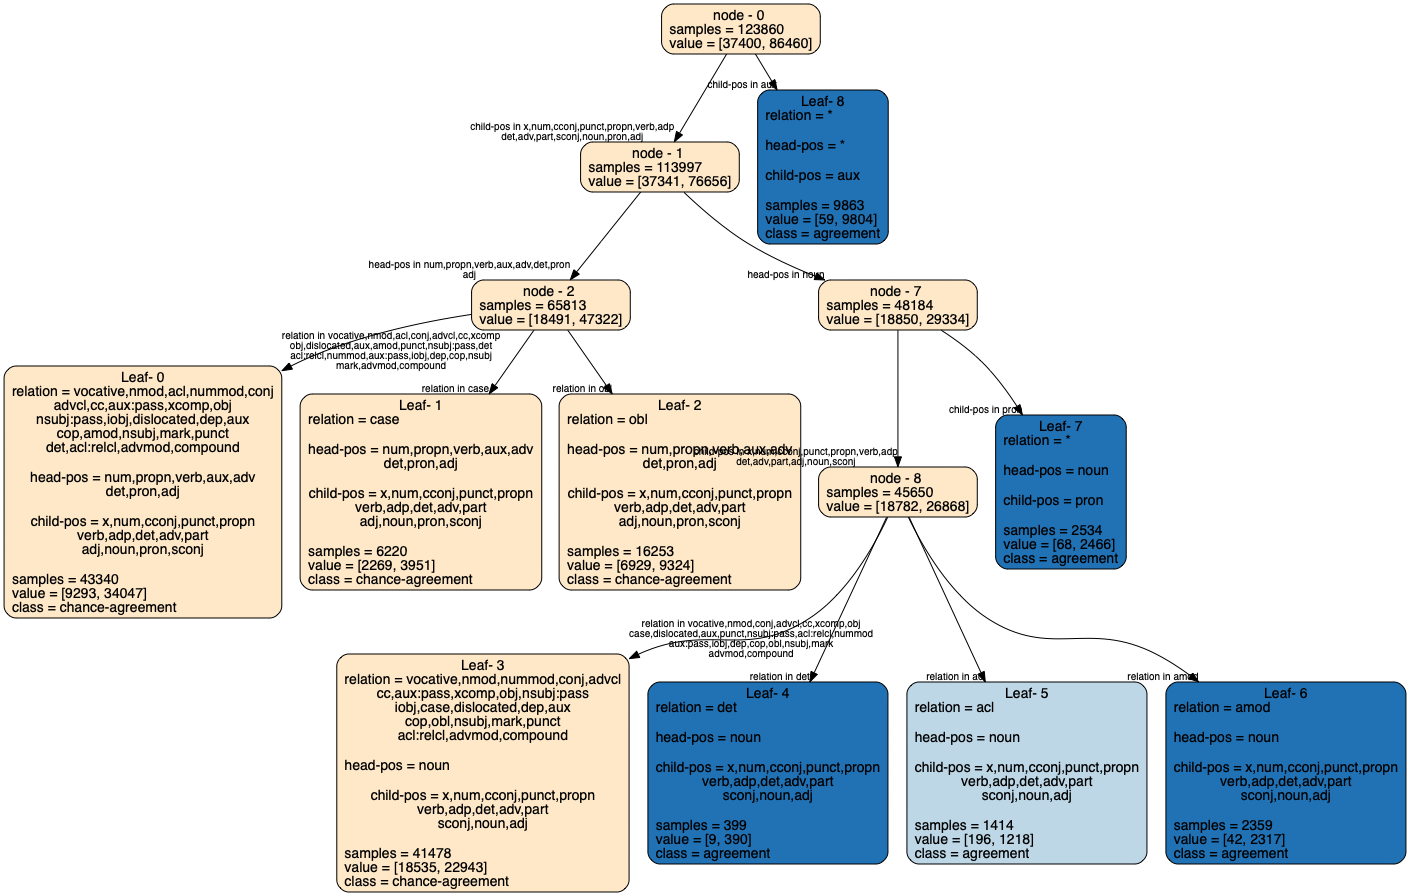 node - 0
samples = 123860
value = [37400, 86460]
child-pos in aux
Leaf- 8
relation = *
head-pos = *
child-pos = aux
samples = 9863
value = [59, 9804]
class = agreement
child-pos in x,num,cconj,punct,propn,verb,adp
det,adv,part,sconj,noun,pron,adj
node - 1
samples = 113997
value = [37341, 76656]
head-pos in num,propn,verb,aux,adv,det,pron
adj
node - 2
samples = 65813
value = [18491, 47322]
head-pos in noun
node - 7
samples = 48184
value = [18850, 29334]
relation in vocative,nmod,acl,conj,advcl,cc,xcomp
obj,dislocated,aux,amod,punct,nsubj:pass,det
acl:relcl,nummod,aux:pass,iobj,dep,cop,nsubj
mark,advmod,compound
Leaf- 0
relation = vocative,nmod,acl,nummod,conj
advcl,cc,aux:pass,xcomp,obj
nsubj:pass,iobj,dislocated,dep,aux
cop,amod,nsubj,mark,punct
det,acl:relcl,advmod,compound
head-pos = num,propn,verb,aux,adv
det,pron,adj
child-pos = x,num,cconj,punct,propn
verb,adp,det,adv,part
adj,noun,pron,sconj
samples = 43340
value = [9293, 34047]
class = chance-agreement
relation in case
Leaf- 1
relation = case
head-pos = num,propn,verb,aux,adv
det,pron,adj
child-pos = x,num,cconj,punct,propn
verb,adp,det,adv,part
adj,noun,pron,sconj
samples = 6220
value = [2269, 3951]
class = chance-agreement
relation in obl
Leaf- 2
relation = obl
head-pos = num,propn,verb,aux,adv
det,pron,adj
child-pos = x,num,cconj,punct,propn
verb,adp,det,adv,part
adj,noun,pron,sconj
samples = 16253
value = [6929, 9324]
class = chance-agreement
child-pos in pron
Leaf- 7
relation = *
head-pos = noun
child-pos = pron
samples = 2534
value = [68, 2466]
class = agreement
child-pos in x,num,cconj,punct,propn,verb,adp
det,adv,part,adj,noun,sconj
node - 8
samples = 45650
value = [18782, 26868]
relation in vocative,nmod,conj,advcl,cc,xcomp,obj
case,dislocated,aux,punct,nsubj:pass,acl:relcl,nummod
aux:pass,iobj,dep,cop,obl,nsubj,mark
advmod,compound
Leaf- 3
relation = vocative,nmod,nummod,conj,advcl
cc,aux:pass,xcomp,obj,nsubj:pass
iobj,case,dislocated,dep,aux
cop,obl,nsubj,mark,punct
acl:relcl,advmod,compound
head-pos = noun
child-pos = x,num,cconj,punct,propn
verb,adp,det,adv,part
sconj,noun,adj
samples = 41478
value = [18535, 22943]
class = chance-agreement
relation in det
Leaf- 4
relation = det
head-pos = noun
child-pos = x,num,cconj,punct,propn
verb,adp,det,adv,part
sconj,noun,adj
samples = 399
value = [9, 390]
class = agreement
relation in acl
Leaf- 5
relation = acl
head-pos = noun
child-pos = x,num,cconj,punct,propn
verb,adp,det,adv,part
sconj,noun,adj
samples = 1414
value = [196, 1218]
class = agreement
relation in amod
Leaf- 6
relation = amod
head-pos = noun
child-pos = x,num,cconj,punct,propn
verb,adp,det,adv,part
sconj,noun,adj
samples = 2359
value = [42, 2317]
class = agreement